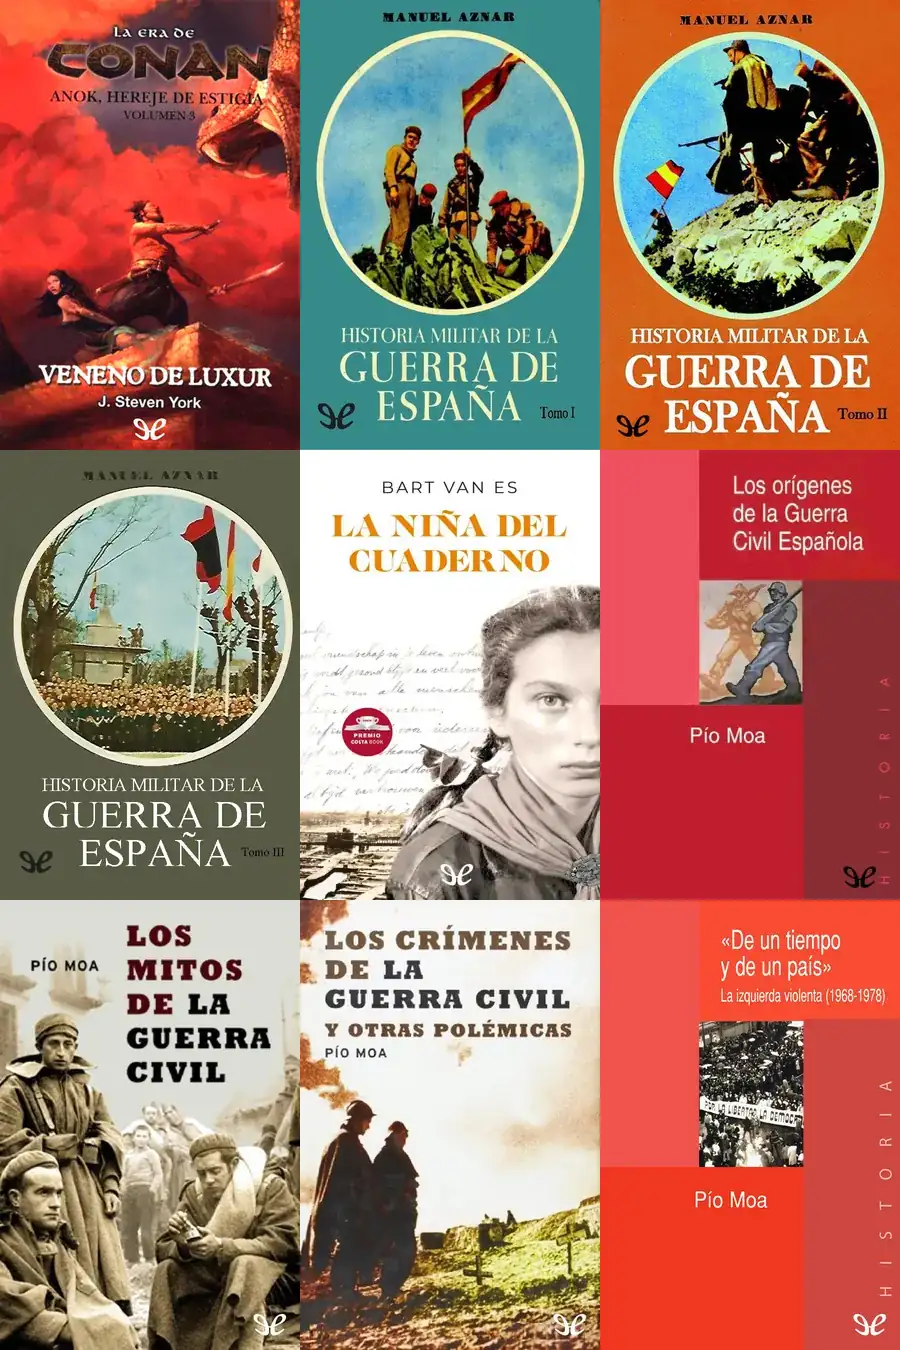 LA ERA DE
CONAN
ANOK, HEREJE DE ESTIGIA
VOLUMEN 3
VENENO DE LUXUR
J. Steven York
MANUEL AZNAR
HISTORIA MILITAR DE LA
GUERRA DE
ESPAÑA
Tomo I
MANUEL AZNAR
HISTORIA MILITAR DE LA
GUERRA DE
ESPAÑA
Tomo II
MANUEL AZNAR
HISTORIA MILITAR DE LA
GUERRA DE
ESPAÑA
Tomo III
BART VAN ES
LA NIÑA DEL
CUADERNO
PREMIO
COSTA BOOK
Los orígenes
de la Guerra
Civil Española
Pío Moa
HISTORIA
PÍO MOA
LOS
MITOS
DE LA
GUERRA
CIVIL
LOS CRÍMENES
DE LA
GUERRA CIVIL
Y OTRAS POLÉMICAS
PÍO MOA
«De un tiempo
y de un país»
La izquierda violenta (1968-1978)
POR LA LIBERTAD, LA DEMOCRA
Pío Moa
HISTORIA